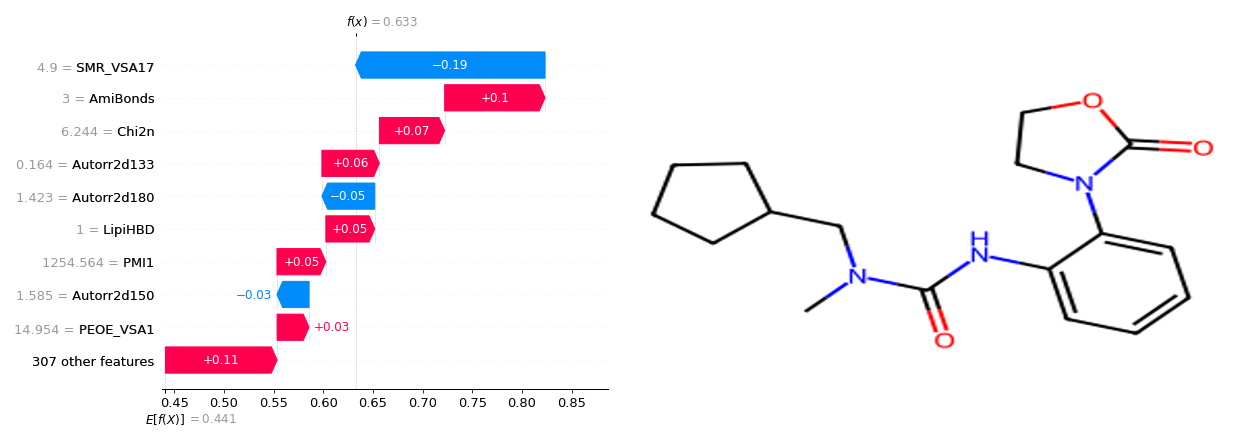 f(x) = 0.633
4.9 = SMR_VSA17
−0.19
3 = AmiBonds
+0.1
6.244 = Chi2n
+0.07
0.164 = Autorr2d133
+0.06
1.423 = Autorr2d180
−0.05
1 = LipiHBD
+0.05
1254.564 = PMI1
+0.05
1.585 = Autorr2d150
−0.03
14.954 = PEOE_VSA1
+0.03
307 other features
+0.11
0.45 0.50 0.55 0.60 0.65 0.70 0.75 0.80 0.85
E[f(X)] = 0.441
O
O
N
H
N
N
O